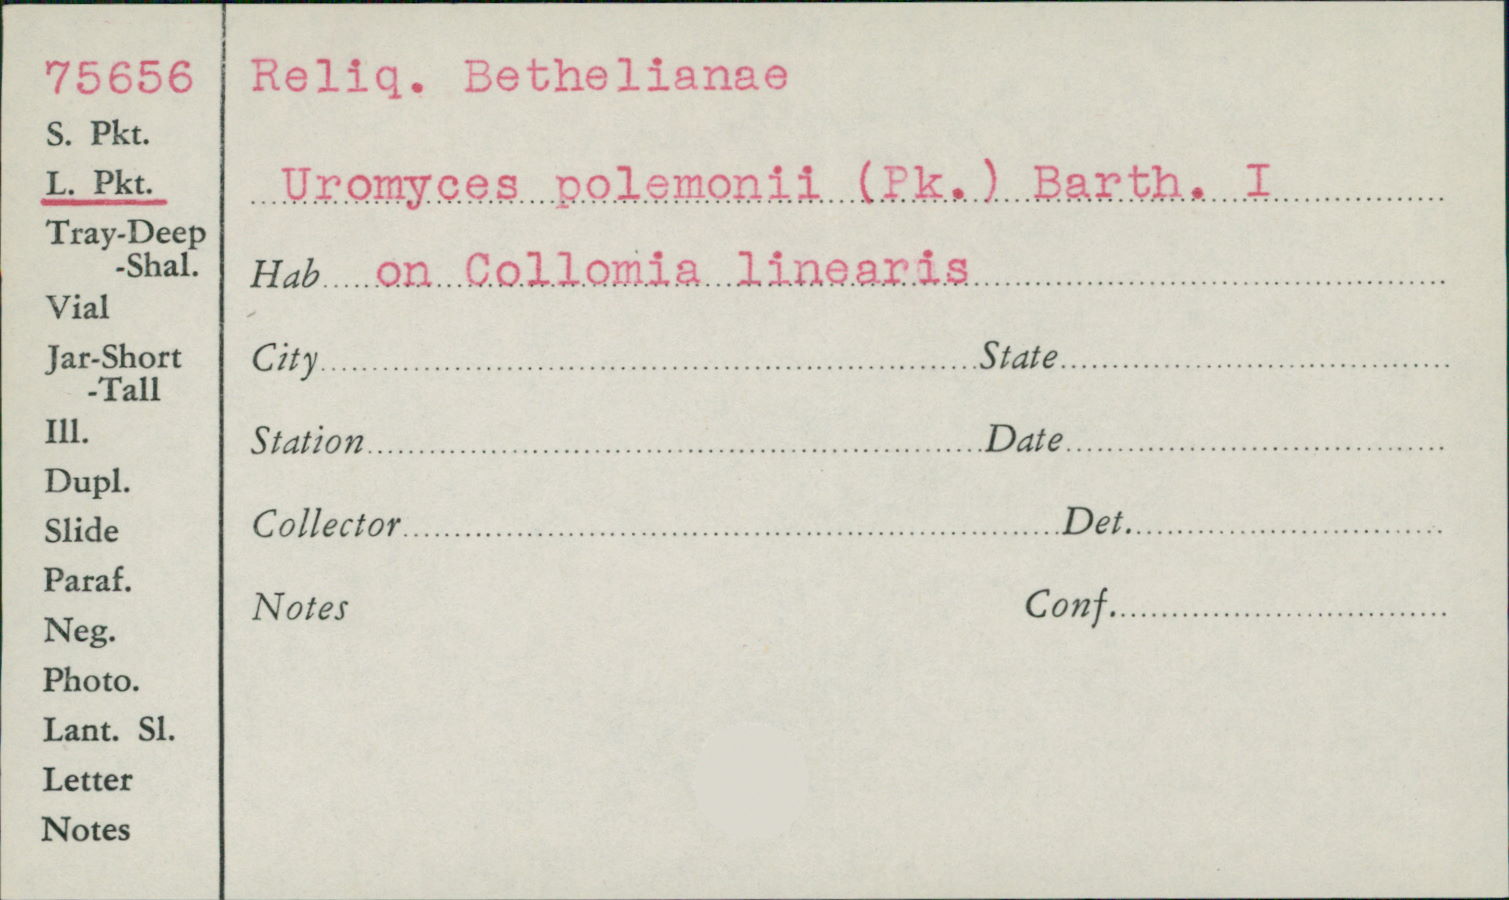 75656
S. Pkt.
L. Pkt.
Tray-Deep
-Shal.
Vial
Jar-Short
-Tall
Ill.
Dupl.
Slide
Paraf.
Neg.
Photo.
Lant. Sl.
Letter
Notes
Reliq. Bethelianae
Uromyces polemonii (Pk.) Barth. I
Hab on Collomia linearis
City State
Station Date
Collector Det.
Notes Conf.